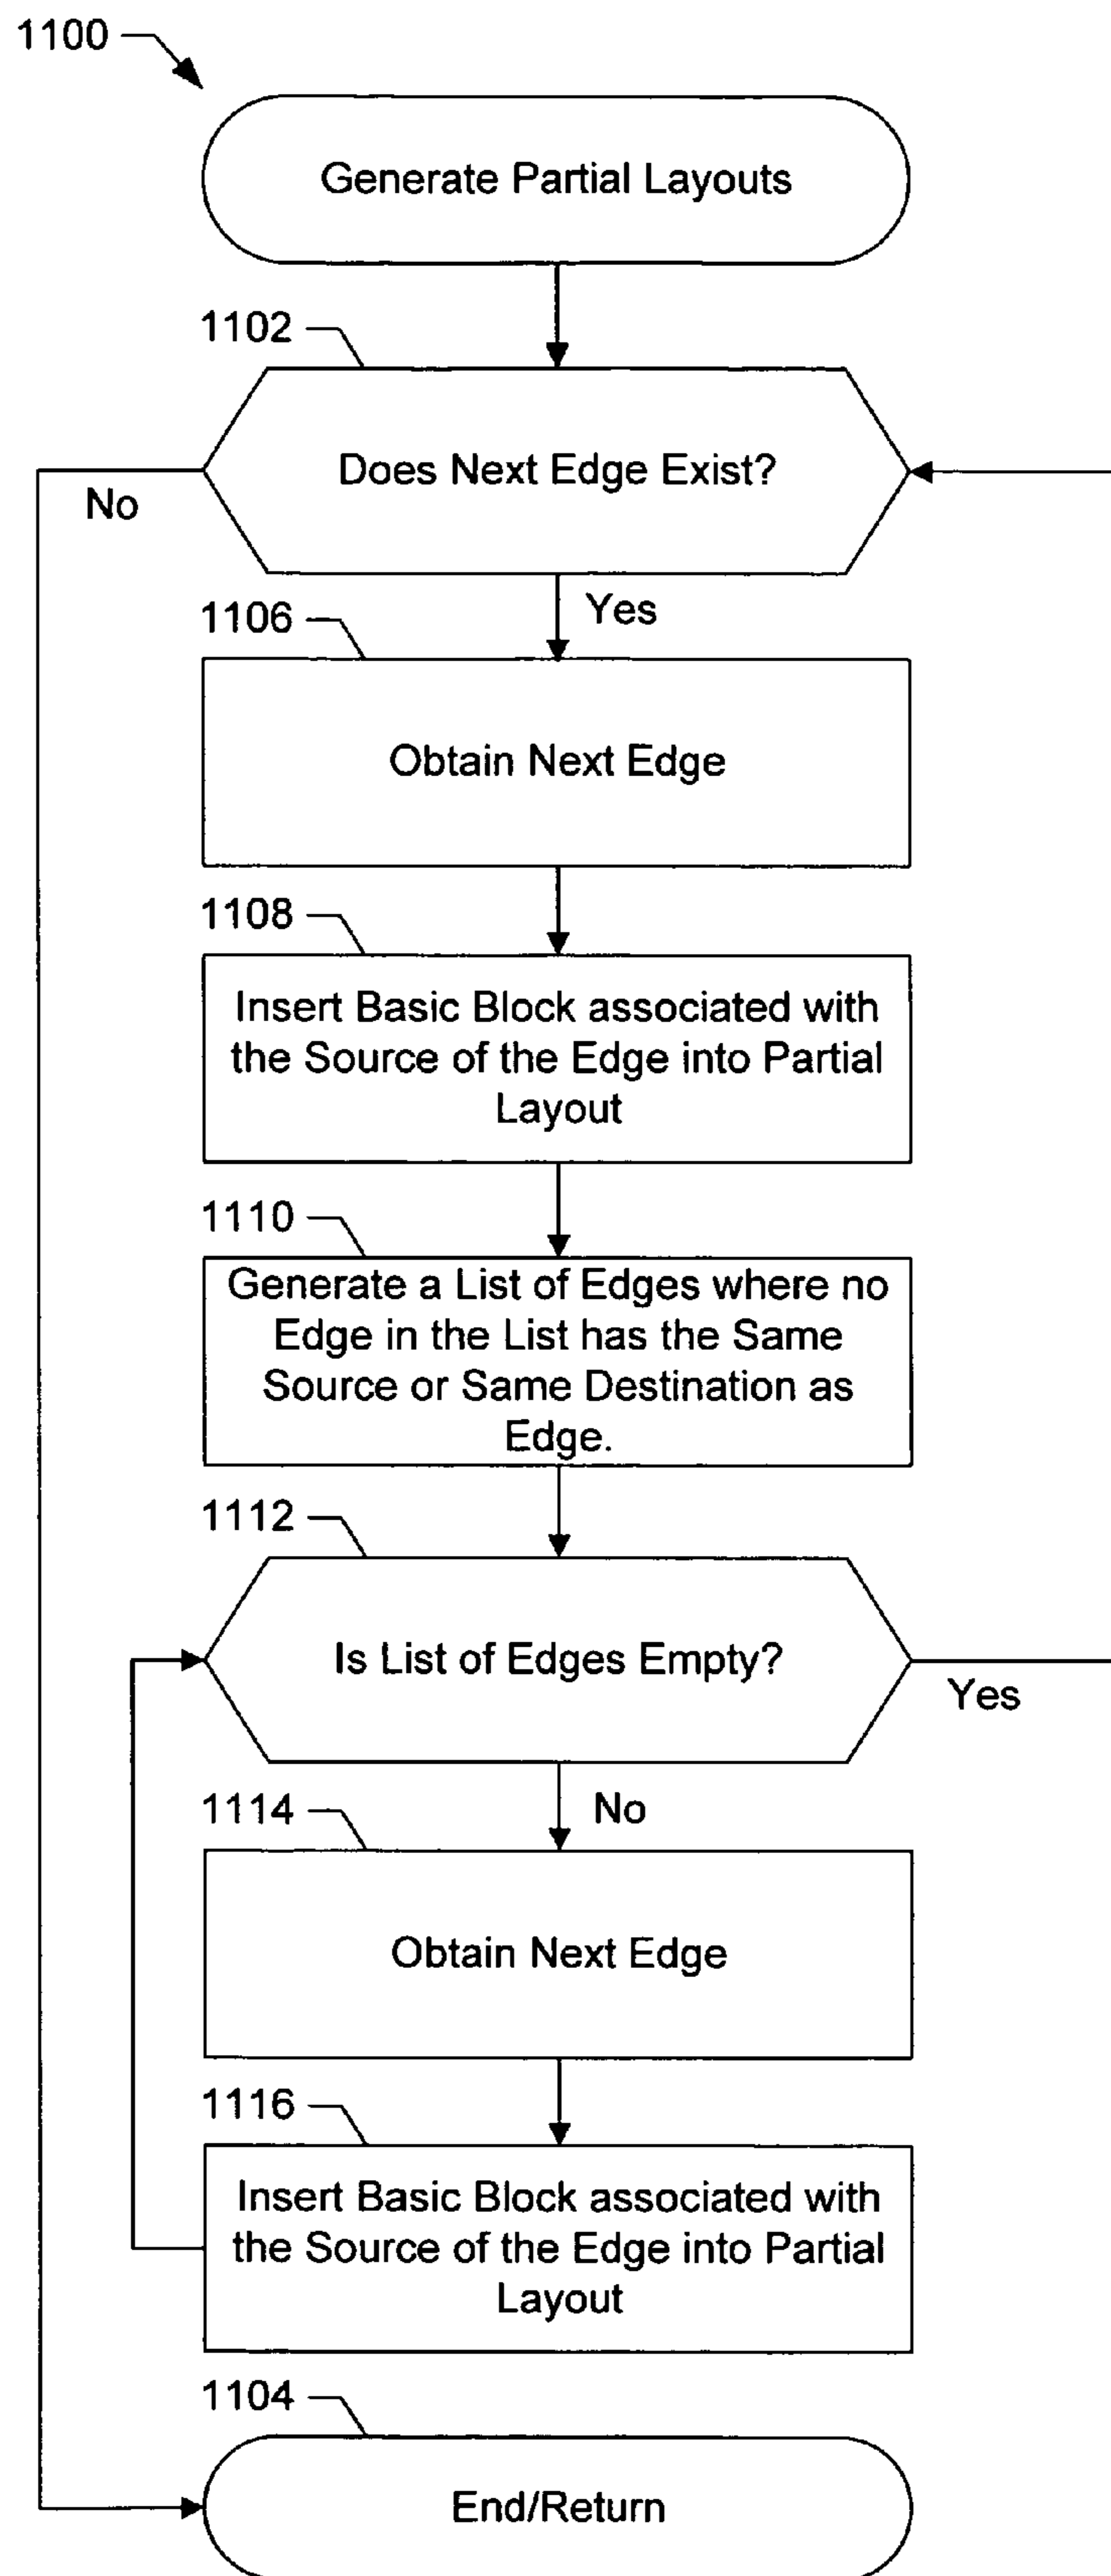 1100
Generate Partial Layouts
1102
Does Next Edge Exist?
No
Yes
1106
Obtain Next Edge
1108
Insert Basic Block associated with
the Source of the Edge into Partial
Layout
1110
Generate a List of Edges where no
Edge in the List has the Same
Source or Same Destination as
Edge.
1112
Is List of Edges Empty?
Yes
No
1114
Obtain Next Edge
1116
Insert Basic Block associated with
the Source of the Edge into Partial
Layout
1104
End/Return